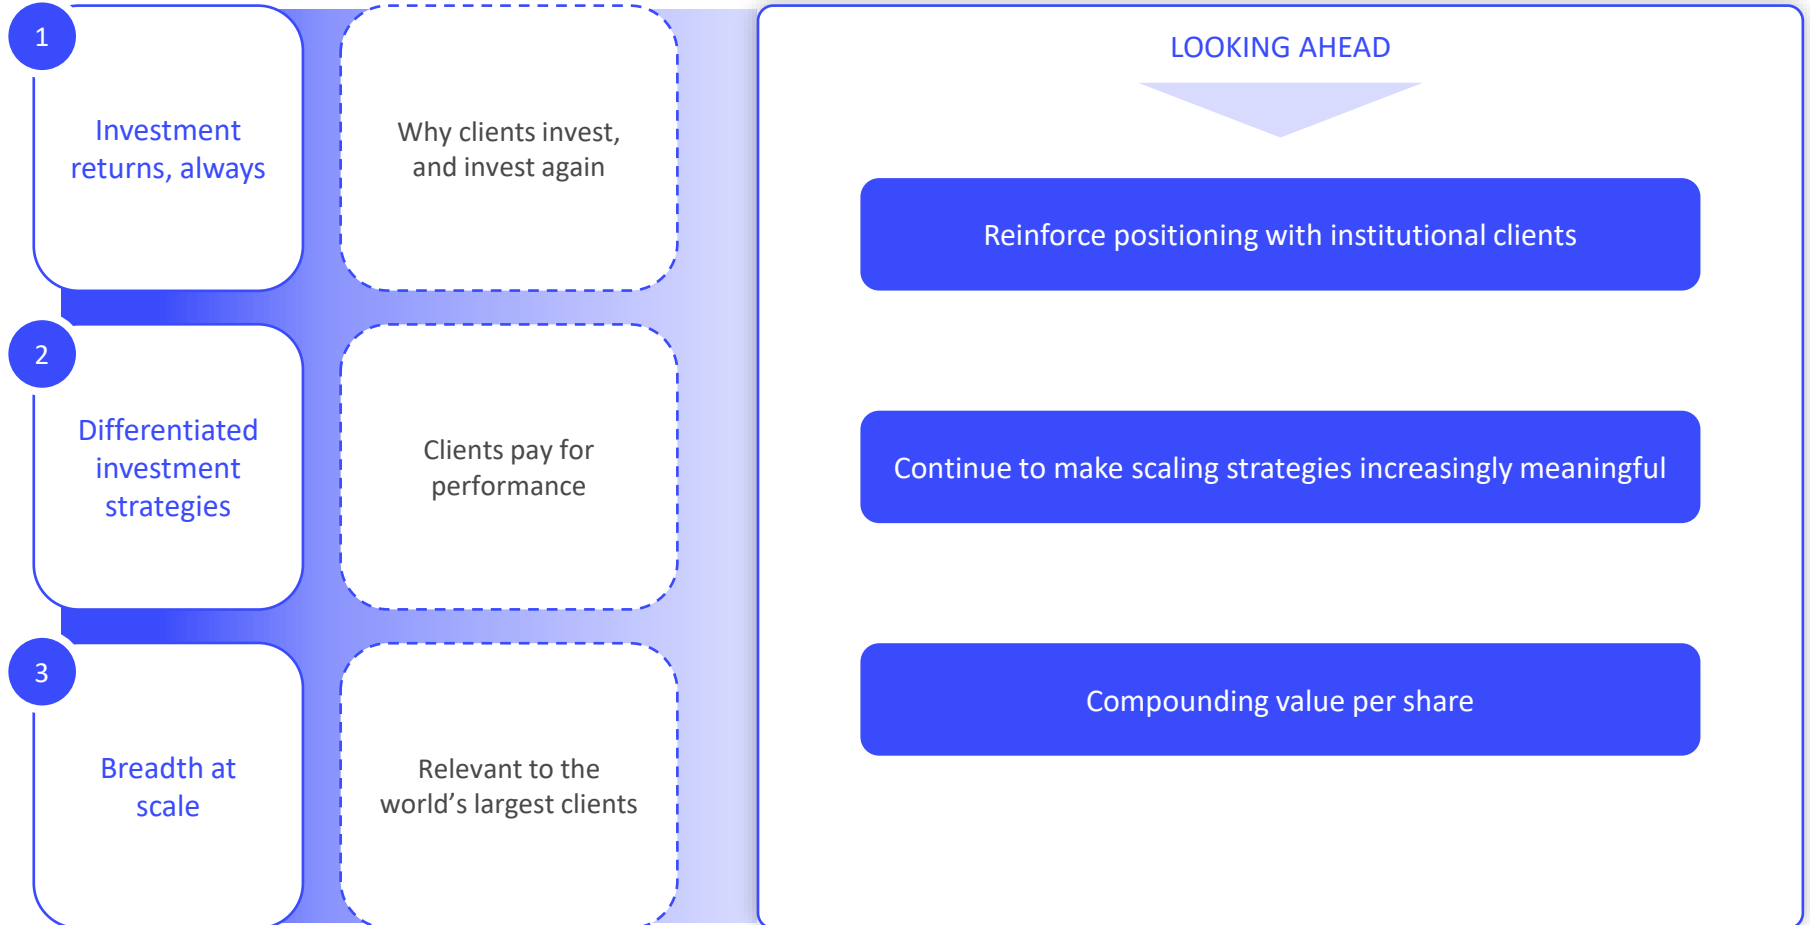 1
Investment
returns, always
Why clients invest,
and invest again
2
Differentiated
investment
strategies
Clients pay for
performance
3
Breadth at
scale
Relevant to the
world’s largest clients
LOOKING AHEAD
Reinforce positioning with institutional clients
Continue to make scaling strategies increasingly meaningful
Compounding value per share